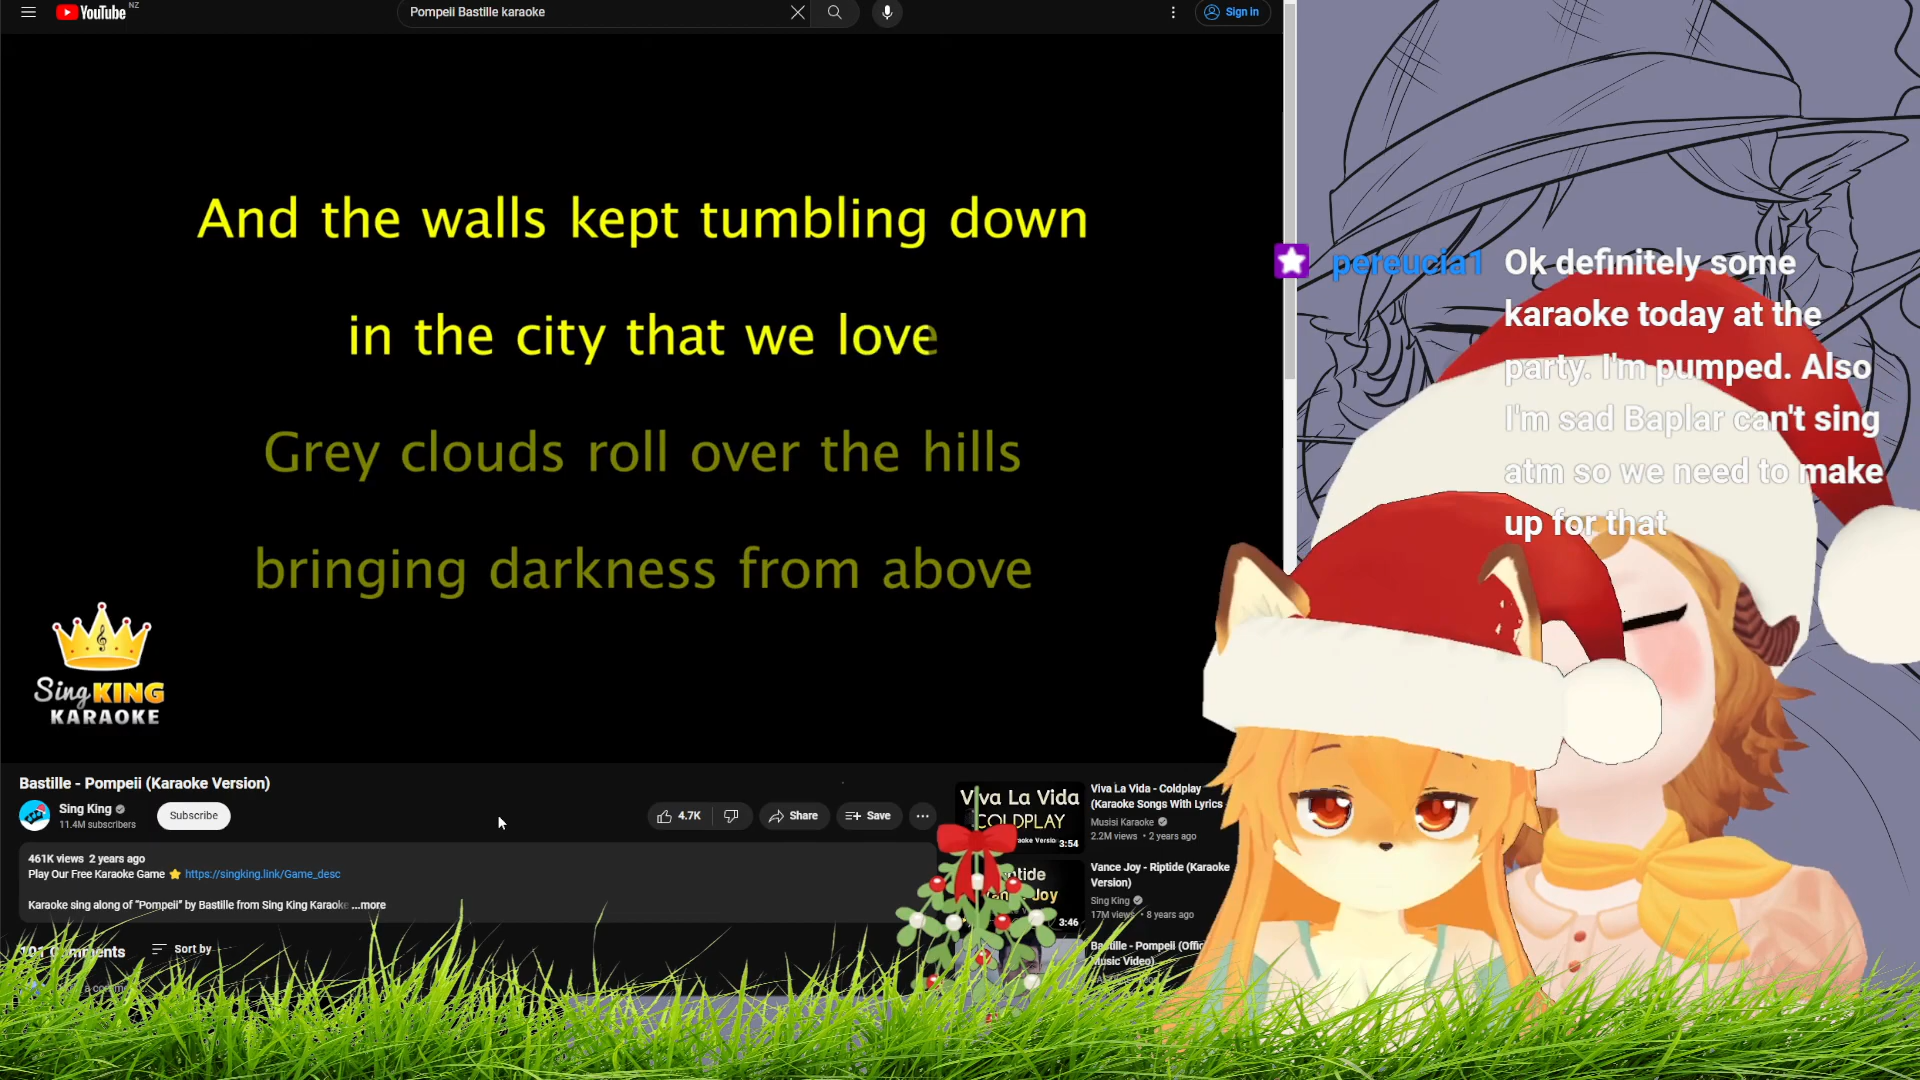 YouTube NZ
Pompeii Bastille karaoke
Sign in
And the walls kept tumbling down
in the city that we love
Grey clouds roll over the hills
bringing darkness from above
Sing KING
KARAOKE
pereucia1 Ok definitely some
karaoke today at the
party. I'm pumped. Also
I'm sad Baplar can't sing
atm so we need to make
up for that
Bastille - Pompeii (Karaoke Version)
Sing King
11.4M subscribers
Subscribe
4.7K
Share
Save
461K views 2 years ago
Play Our Free Karaoke Game https://singking.link/Game_desc
Karaoke sing along of "Pompeii" by Bastille from Sing King Karaoke ...more
101 Comments
Sort by
Viva La Vida
COLDPLAY
3:54
Viva La Vida - Coldplay
(Karaoke Songs With Lyrics
Musisi Karaoke
2.2M views • 2 years ago
3:46
Vance Joy - Riptide (Karaoke
Version)
Sing King
17M views • 8 years ago
Bastille - Pompeii
Music Video)